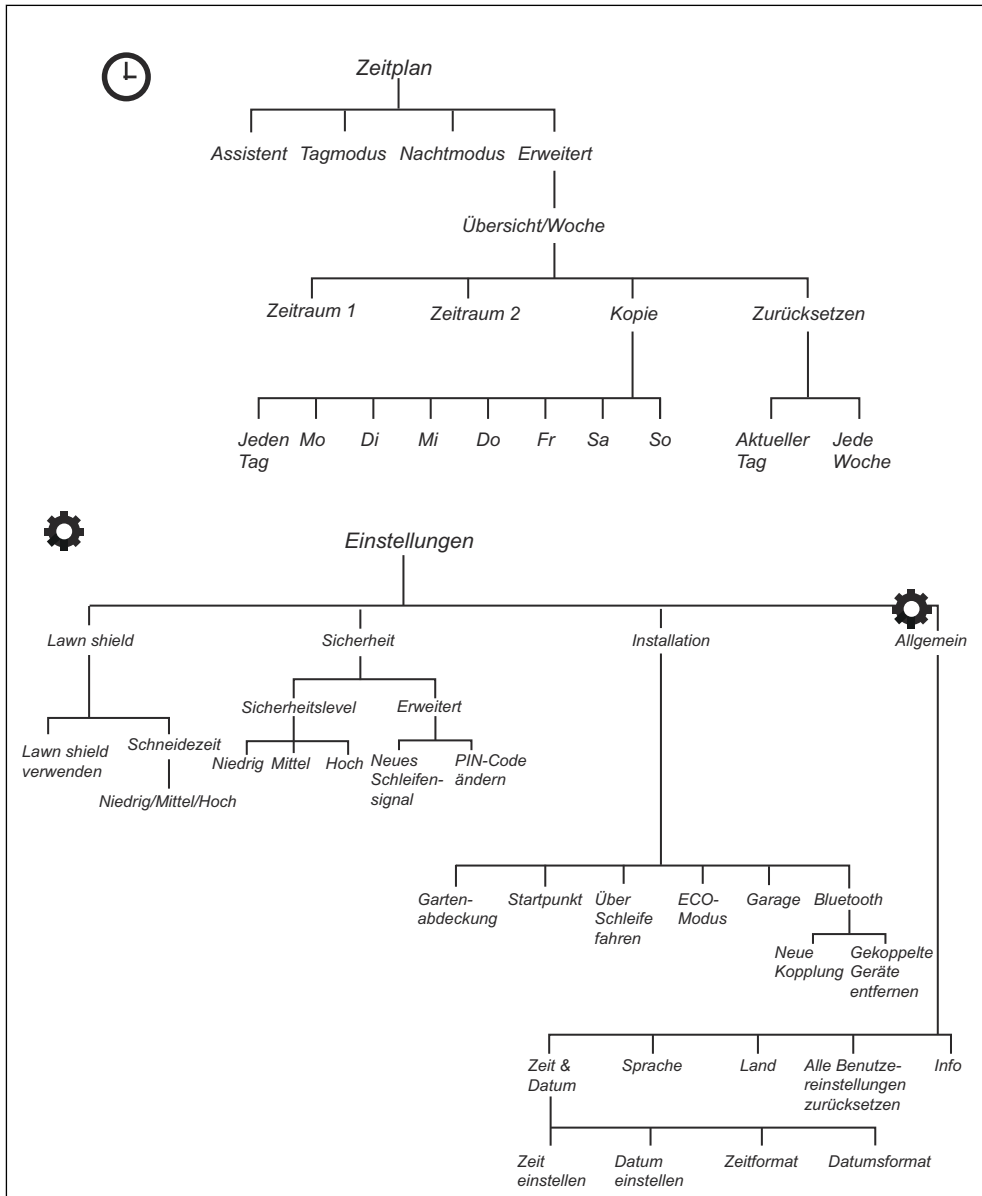 Zeitplan
Assistent Tagmodus Nachtmodus Erweitert
Übersicht/Woche
Zeitraum 1 Zeitraum 2 Kopie Zurücksetzen
Jeden Tag Mo Di Mi Do Fr Sa So Aktueller Tag Jede Woche
Einstellungen
Lawn shield Sicherheit Installation Allgemein
Sicherheitslevel Erweitert
Lawn shield
verwenden
Schneidezeit
Niedrig Mittel Hoch
Neues
Schleifen-
signal
PIN-Code
ändern
Niedrig/Mittel/Hoch
Garten-
abdeckung
Startpunkt
Über
Schleife
fahren
ECO-
Modus
Garage
Bluetooth
Neue
Kopplung
Gekoppelte
Geräte
entfernen
Zeit &
Datum
Sprache
Land
Alle Benutze-
reinstellungen
zurücksetzen
Info
Zeit
einstellen
Datum
einstellen
Zeitformat
Datumsformat